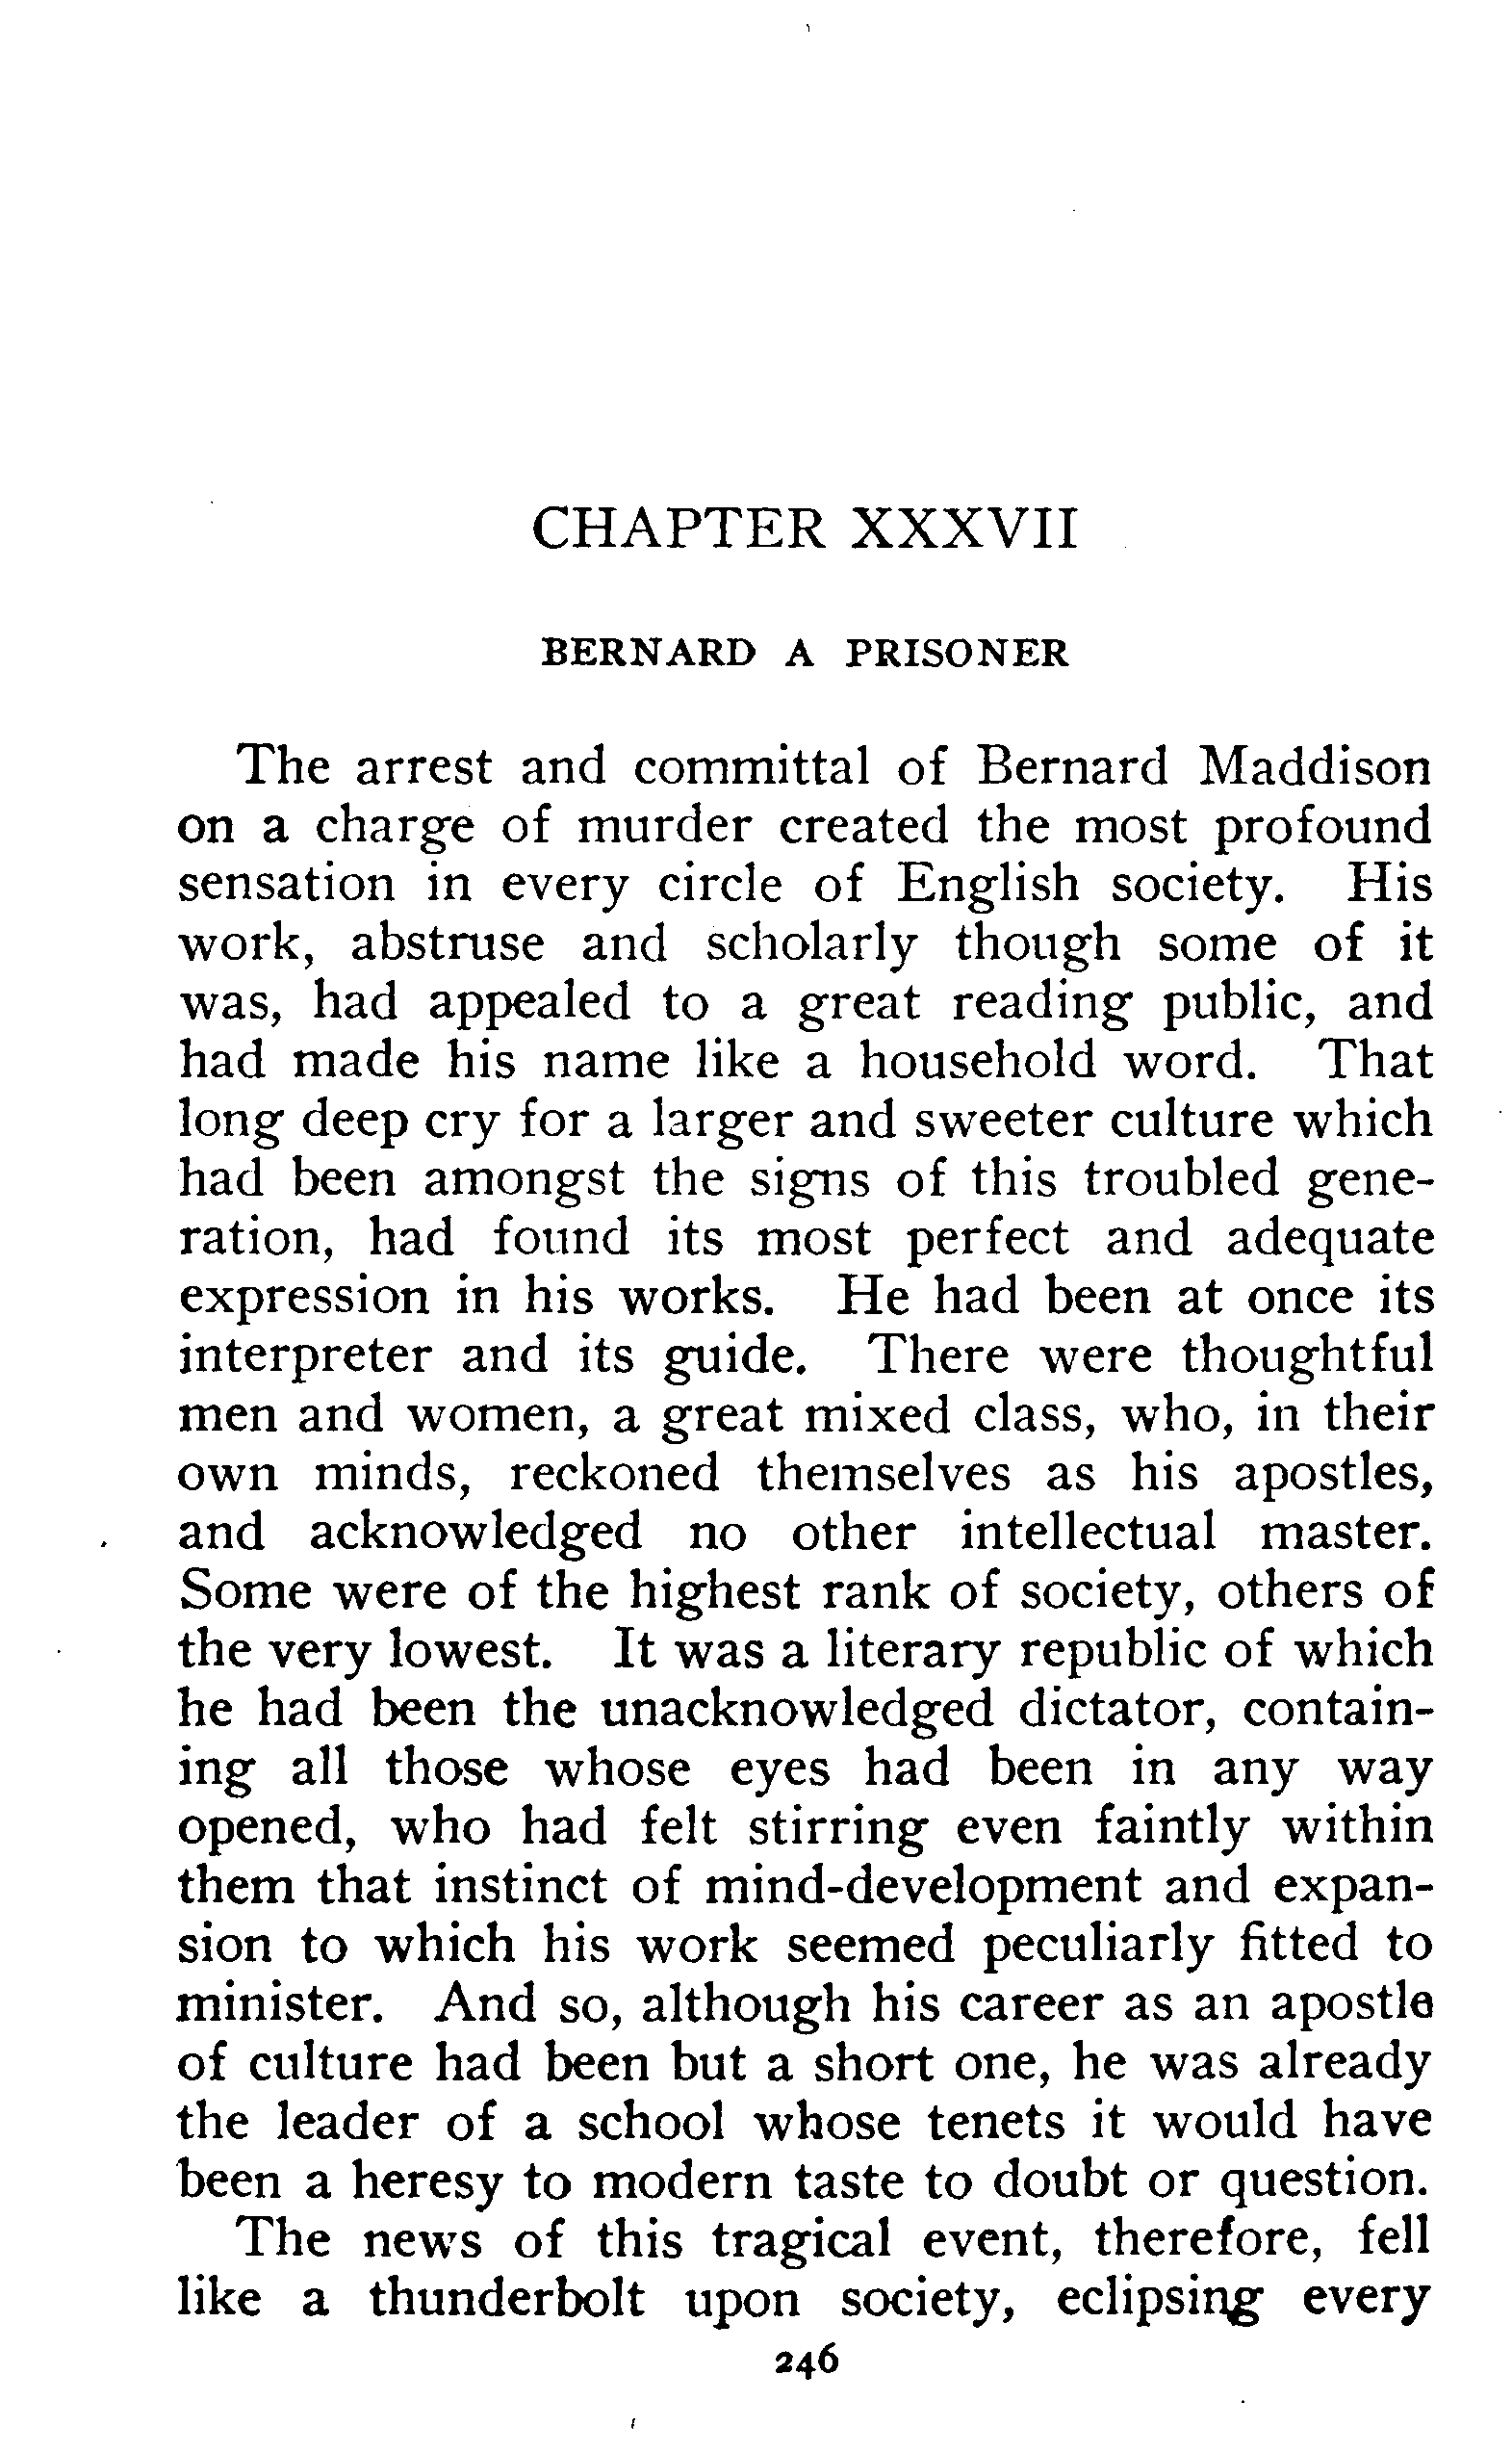 CHAPTER XXXVII
BERNARD A PRISONER
The arrest and committal of Bernard Maddison
on a charge of murder created the most profound
sensation in every circle of English society. His
work, abstruse and scholarly though some of it
was, had appealed to a great reading public, and
had made his name like a household word. That
long deep cry for a larger and sweeter culture which
had been amongst the signs of this troubled gene-
ration, had found its most perfect and adequate
expression in his works. He had been at once its
interpreter and its guide. There were thoughtful
men and women, a great mixed class, who, in their
own minds, reckoned themselves as his apostles,
and acknowledged no other intellectual master.
Some were of the highest rank of society, others of
the very lowest. It was a literary republic of which
he had been the unacknowledged dictator, contain-
ing all those whose eyes had been in any way
opened, who had felt stirring even faintly within
them that instinct of mind-development and expan-
sion to which his work seemed peculiarly fitted to
minister. And so, although his career as an apostle
of culture had been but a short one, he was already
the leader of a school whose tenets it would have
been a heresy to modern taste to doubt or question.
The news of this tragical event, therefore, fell
like a thunderbolt upon society, eclipsing every
246